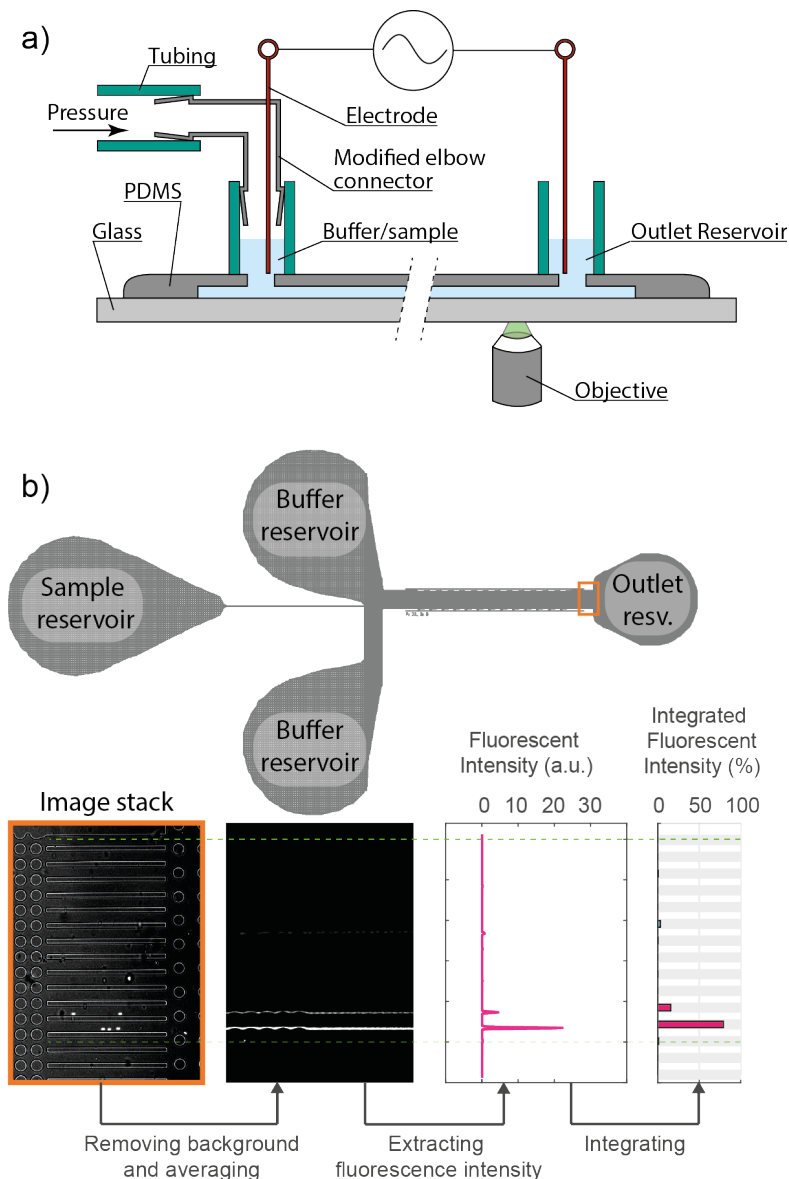 a)
Tubing
Pressure
Electrode
Modified elbow
connector
PDMS
Glass
Buffer/sample
Outlet Reservoir
Objective
b)
Buffer
reservoir
Sample
reservoir
Outlet
resv.
Buffer
reservoir
Fluorescent
Intensity (a.u.)
Integrated
Fluorescent
Intensity (%)
Image stack
0 10 20 30
0 50 100
Removing background
and averaging
Extracting
fluorescence intensity
Integrating